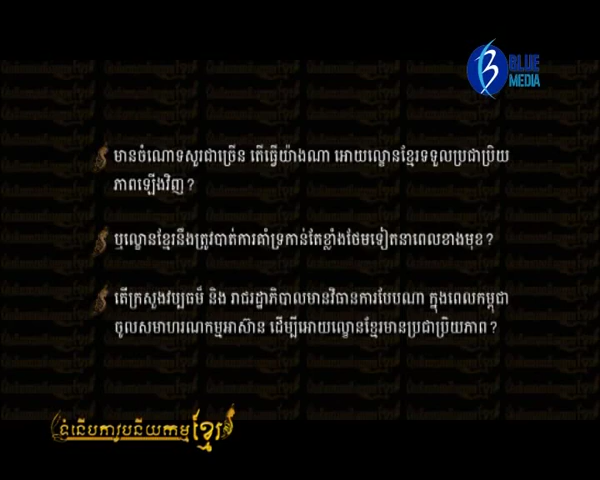 BLUE
MEDIA
មានចំណោទសួរជាច្រើន តើធ្វើយ៉ាងណា អោយល្ខោនខ្មែរទទួលប្រជាប្រិយ
ភាពឡើងវិញ?
ឬល្ខោនខ្មែរនឹងត្រូវបាត់ការគាំទ្រកាន់តែខ្លាំងថែមទៀតនាពេលខាងមុខ?
តើក្រសួងវប្បធម៌ និង រាជរដ្ឋាភិបាលមានវិធានការបែបណា ក្នុងពេលកម្ពុជា
ចូលសមាហរណកម្មអាស៊ាន ដើម្បីអោយល្ខោនខ្មែរមានប្រជាប្រិយភាព?
ទំនើបភាវូបនីយកម្មខ្មែរ